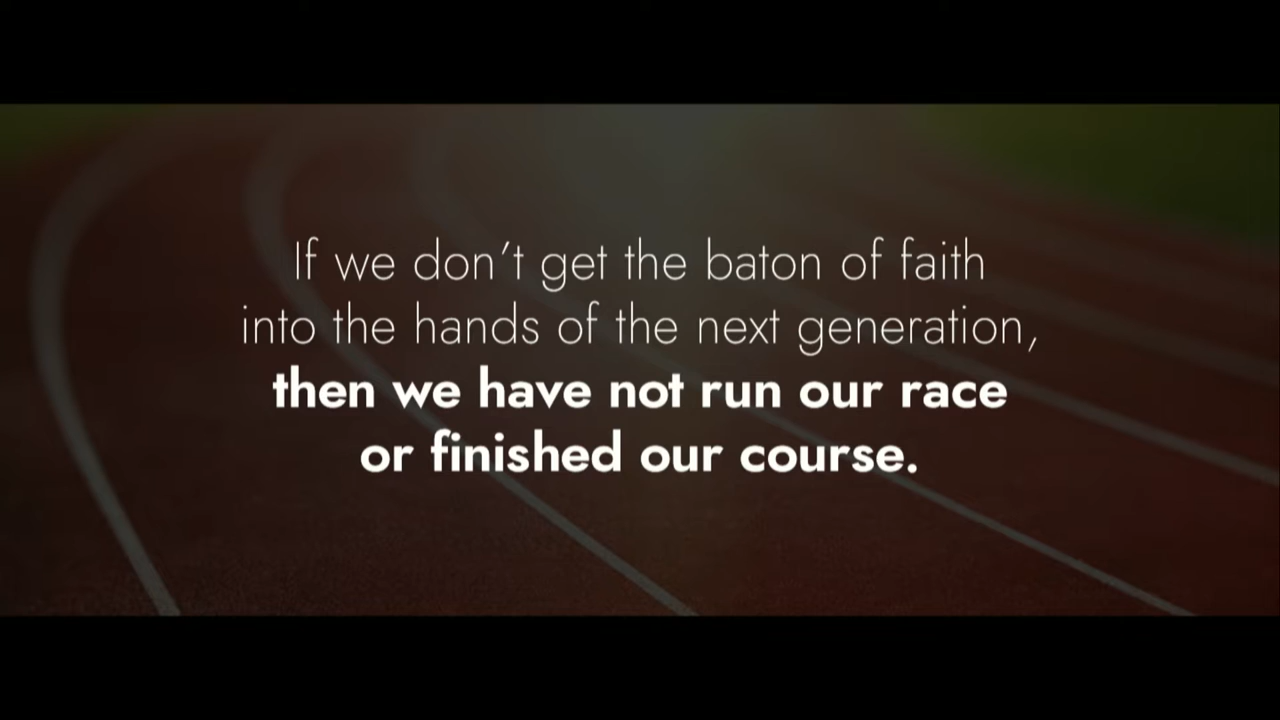 If we don't get the baton of faith
into the hands of the next generation,
then we have not run our race
or finished our course.